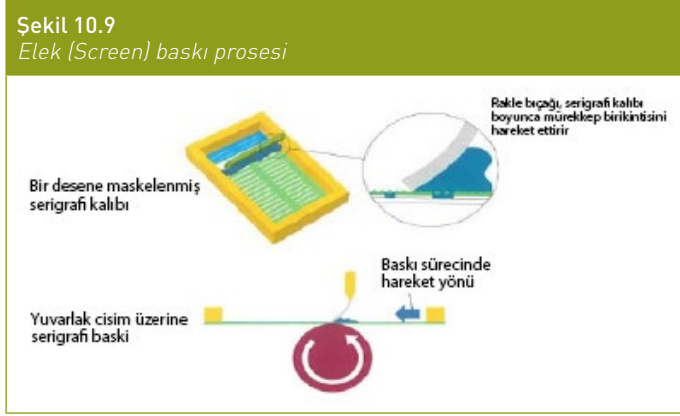 Şekil 10.9
Elek (Screen) baskı prosesi
Rakle bıçağı, serigrafi kalıbı
boyunca mürekkep birikintisini
hareket ettirir
Bir desene maskelenmiş
serigrafi kalıbı
Baskı sürecinde
hareket yönü
Yuvarlak cisim üzerine
serigrafi baski